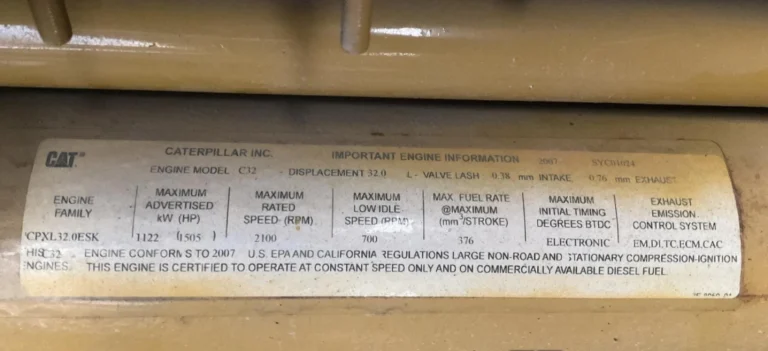 CAT CATERPILLAR INC. IMPORTANT ENGINE INFORMATION 2007 SYC01014
ENGINE MODEL C32 DISPLACEMENT 32.0 L - VALVE LASH 0.38 mm INTAKE 0.76 mm EXHAUST
ENGINE FAMILY
MAXIMUM ADVERTISED kW (HP)
MAXIMUM RATED SPEED (RPM)
MAXIMUM LOW IDLE SPEED (RPM)
MAX. FUEL RATE @MAXIMUM (mm³/STROKE)
MAXIMUM INITIAL TIMING DEGREES BTDC
EXHAUST EMISSION CONTROL SYSTEM
CPXL32.0ESK 1122 (1505) 2100 700 376 ELECTRONIC EM,DI,TC,ECM,CAC
HIS C32 ENGINE CONFORMS TO 2007 U.S. EPA AND CALIFORNIA REGULATIONS LARGE NON-ROAD AND STATIONARY COMPRESSION-IGNITION
ENGINES. THIS ENGINE IS CERTIFIED TO OPERATE AT CONSTANT SPEED ONLY AND ON COMMERCIALLY AVAILABLE DIESEL FUEL